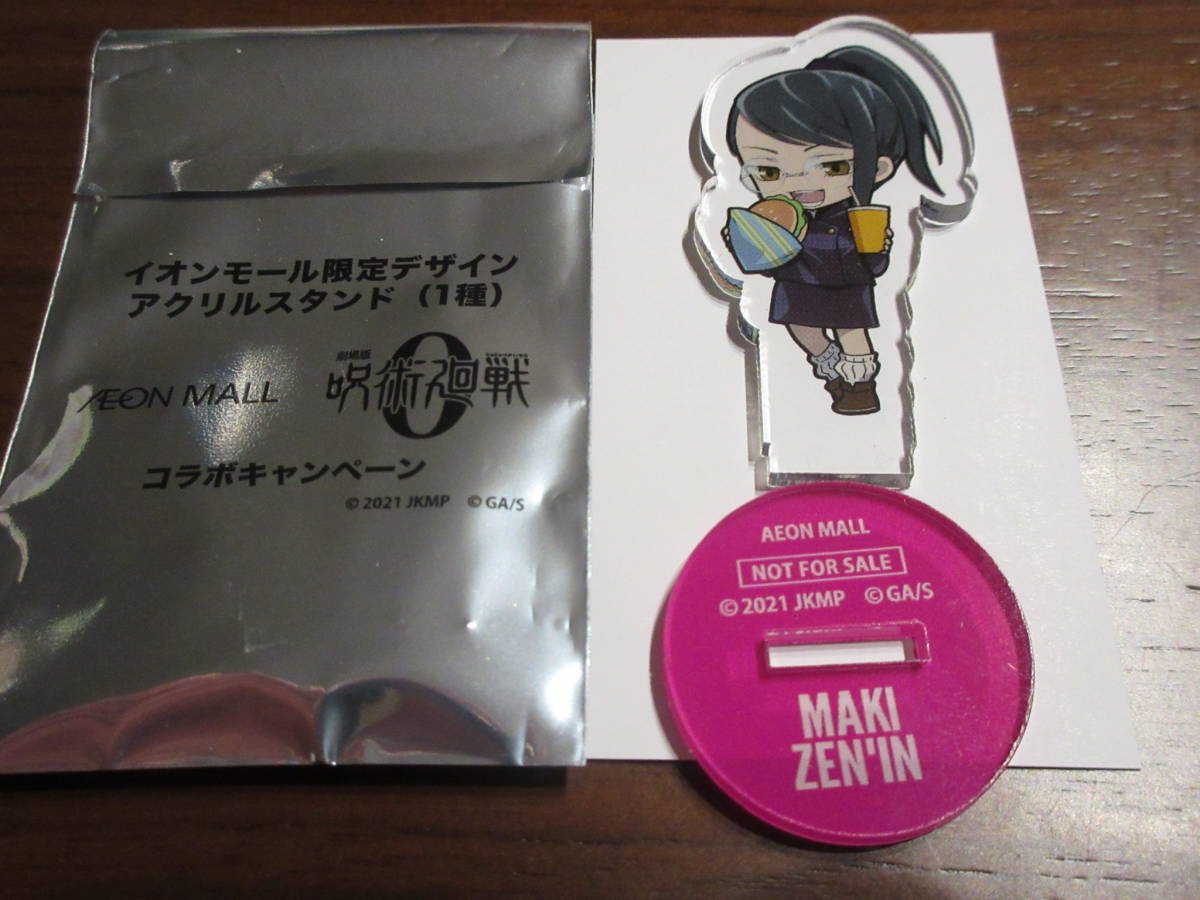 イオンモール限定デザイン
アクリルスタンド（1種）
ÆON MALL
劇場版
呪術廻戦
0
コラボキャンペーン
© 2021 JKMP © GA/S
AEON MALL
NOT FOR SALE
© 2021 JKMP © GA/S
MAKI
ZEN'IN